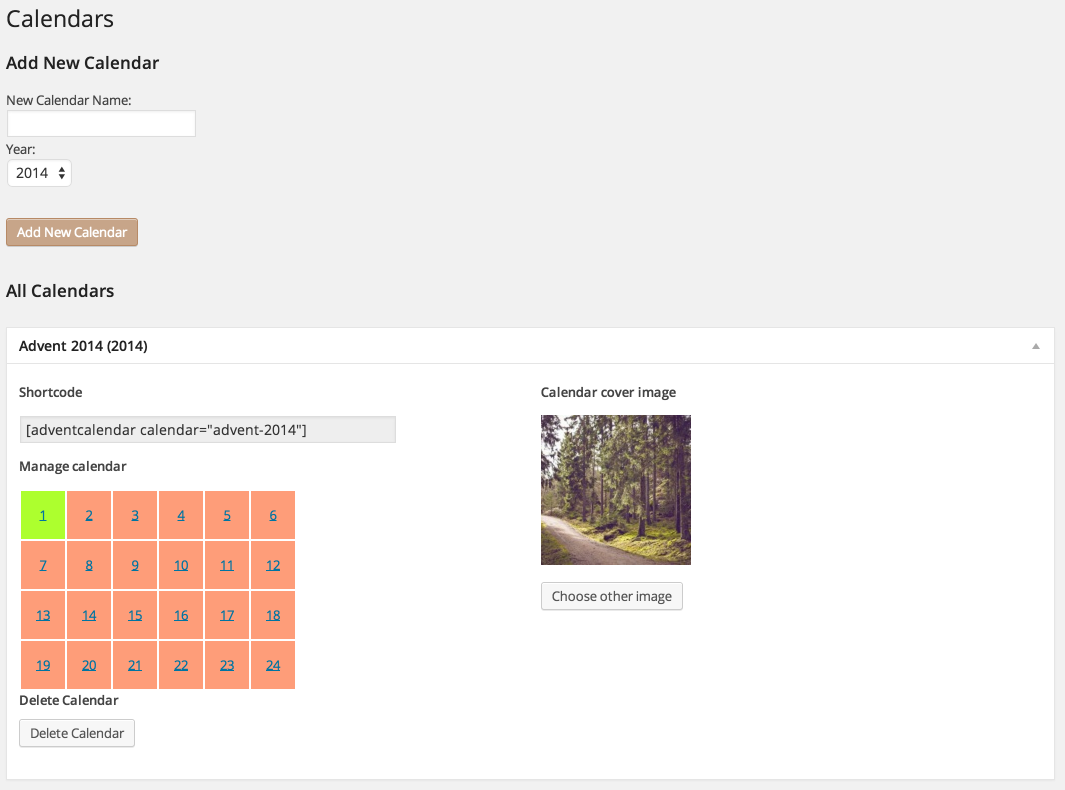 Calendars
Add New Calendar
New Calendar Name:
Year:
2014
Add New Calendar
All Calendars
Advent 2014 (2014)
Shortcode
[adventcalendar calendar="advent-2014"]
Manage calendar
1 2 3 4 5 6
7 8 9 10 11 12
13 14 15 16 17 18
19 20 21 22 23 24
Delete Calendar
Delete Calendar
Calendar cover image
Choose other image